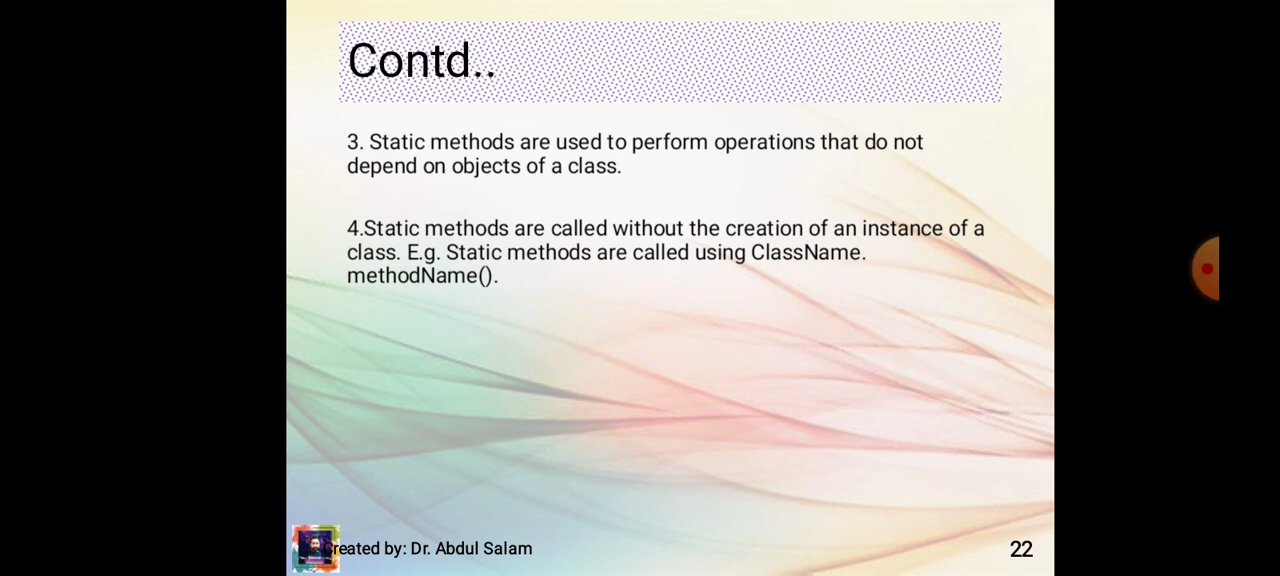 Contd..
3. Static methods are used to perform operations that do not
depend on objects of a class.
4.Static methods are called without the creation of an instance of a
class. E.g. Static methods are called using ClassName.
methodName().
Created by: Dr. Abdul Salam
22